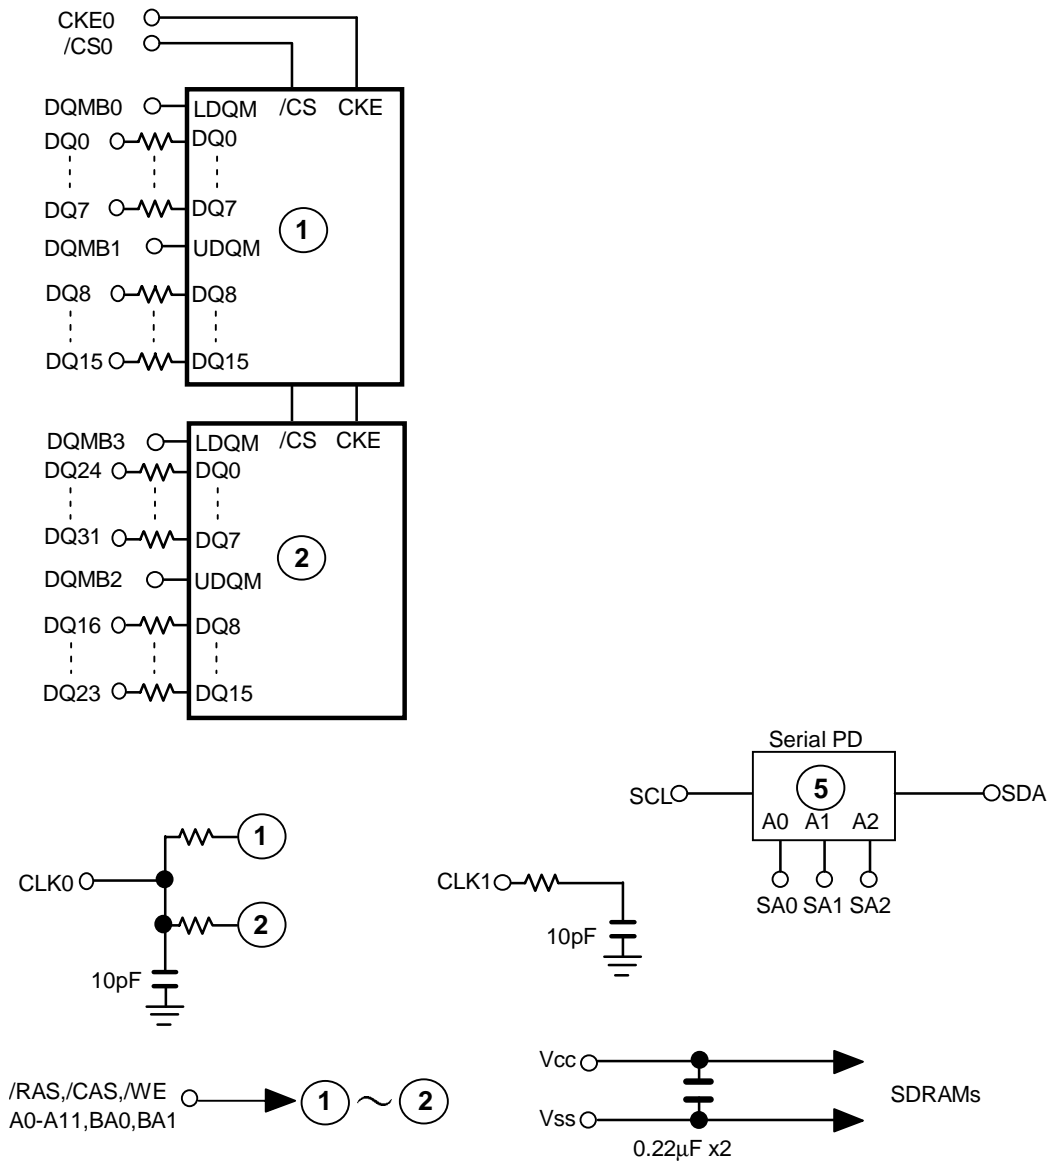 CKE0
/CS0
DQMB0 LDQM /CS CKE
DQ0 DQ0
DQ7 DQ7
1
DQMB1 UDQM
DQ8 DQ8
DQ15 DQ15
DQMB3 LDQM /CS CKE
DQ24 DQ0
DQ31 DQ7
2
DQMB2 UDQM
DQ16 DQ8
DQ23 DQ15
Serial PD
SCL 5 SDA
A0 A1 A2
SA0 SA1 SA2
1
CLK0
2
10pF
CLK1
10pF
/RAS,/CAS,/WE
A0-A11,BA0,BA1
1 ~ 2
Vcc
SDRAMs
Vss
0.22µF x2